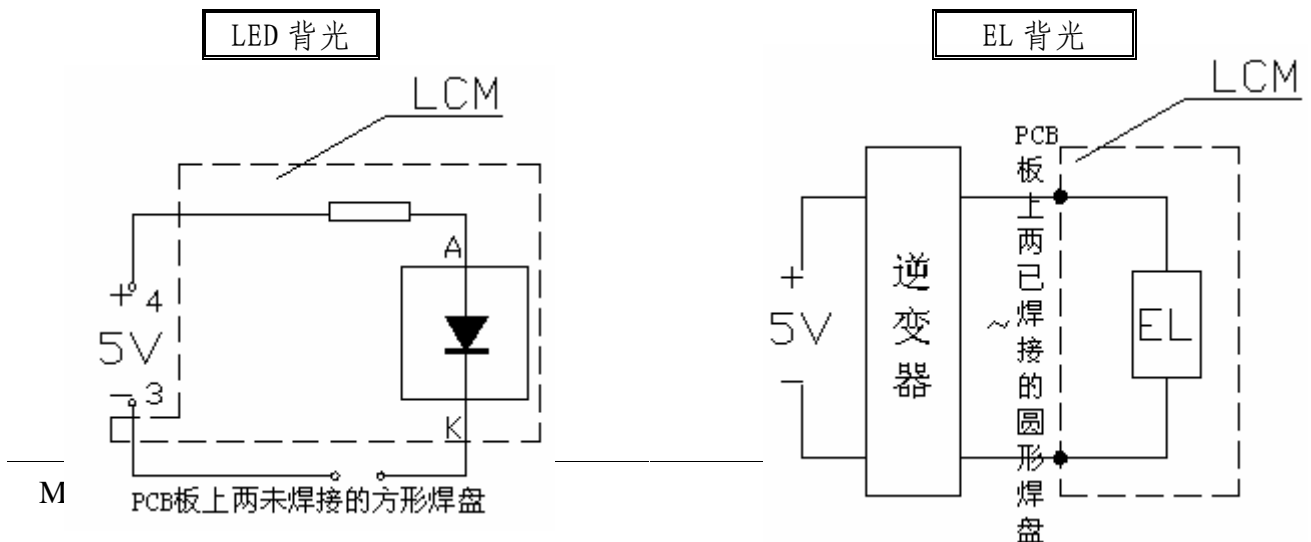 LED 背光
LCM
A
+ 4
5V
- 3
K
PCB板上两未焊接的方形焊盘
M
EL 背光
LCM
PCB
板
上
两
已
焊
接
的
圆
形
焊
盘
+
5V
-
逆
变
器
~
EL